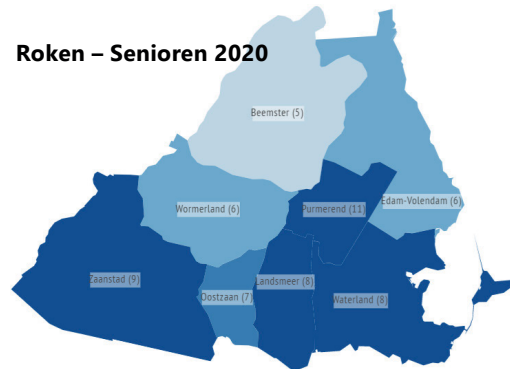 Roken – Senioren 2020
Beemster (5)
Wormerland (6)
Purmerend (11)
Edam-Volendam (6)
Zaanstad (9)
Oostzaan (7)
Landsmeer (8)
Waterland (8)